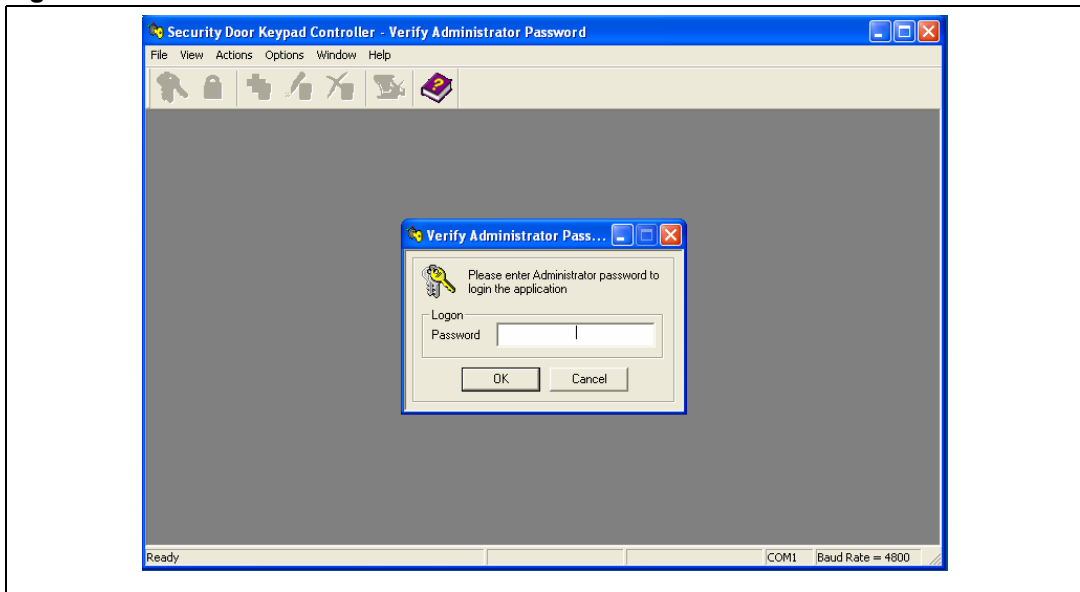 Security Door Keypad Controller - Verify Administrator Password
File View Actions Options Window Help
Verify Administrator Pass...
Please enter Administrator password to
login the application
Logon
Password
OK Cancel
Ready COM1 Baud Rate = 4800